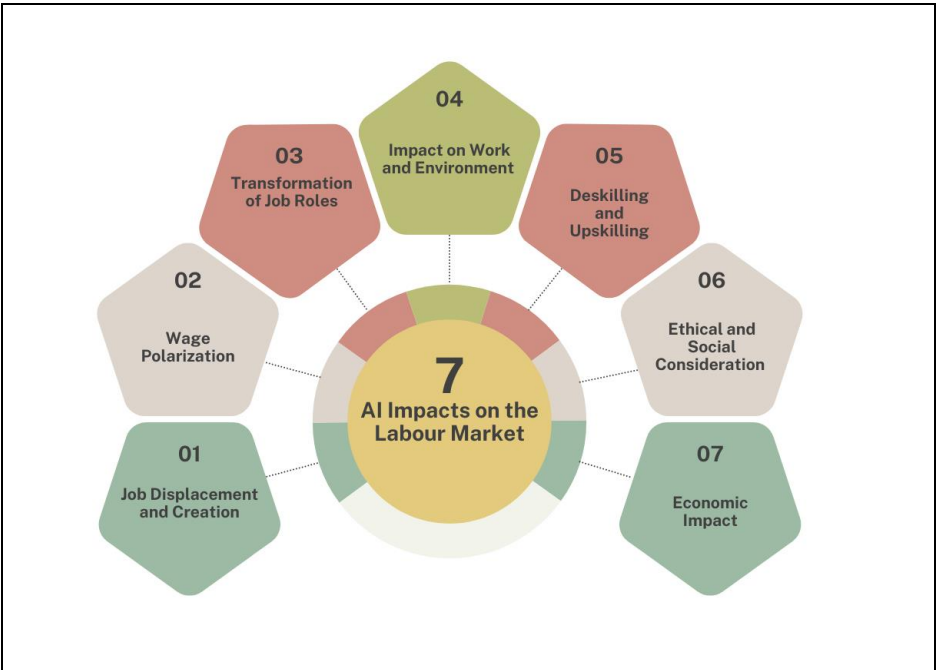 01
Job Displacement
and Creation
02
Wage
Polarization
03
Transformation
of Job Roles
04
Impact on Work
and Environment
05
Deskilling
and
Upskilling
06
Ethical and
Social
Consideration
07
Economic
Impact
7
AI Impacts on the
Labour Market